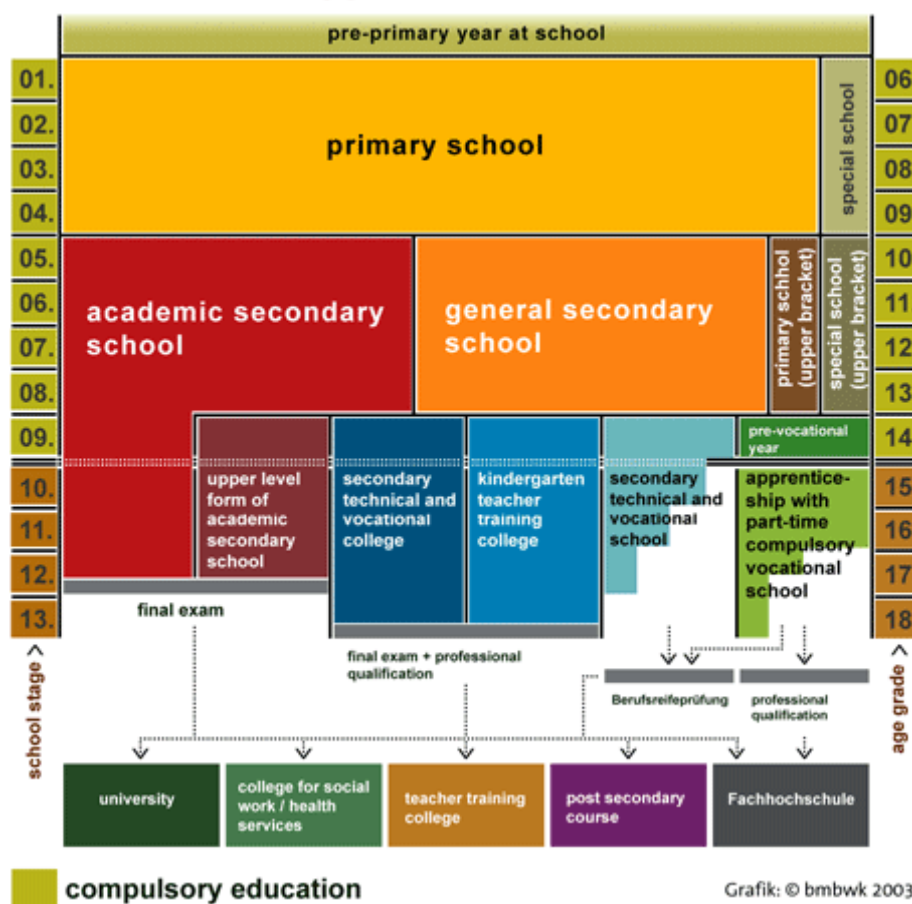 pre-primary year at school
01.
02.
03.
04.
05.
06.
07.
08.
09.
10.
11.
12.
13.
school stage >
primary school
special school
academic secondary
school
general secondary
school
primary schhol
(upper bracket)
special school
(upper bracket)
upper level
form of
academic
secondary
school
secondary
technical and
vocational
college
kindergarten
teacher
training
college
secondary
technical and
vocational
school
pre-vocational
year
apprentice-
ship with
part-time
compulsory
vocational
school
06
07
08
09
10
11
12
13
14
15
16
17
18
age grade >
final exam
final exam + professional
qualification
Berufsreifeprüfung
professional
qualification
university
college for social
work / health
services
teacher training
college
post secondary
course
Fachhochschule
compulsory education
Grafik: © bmbwk 2003